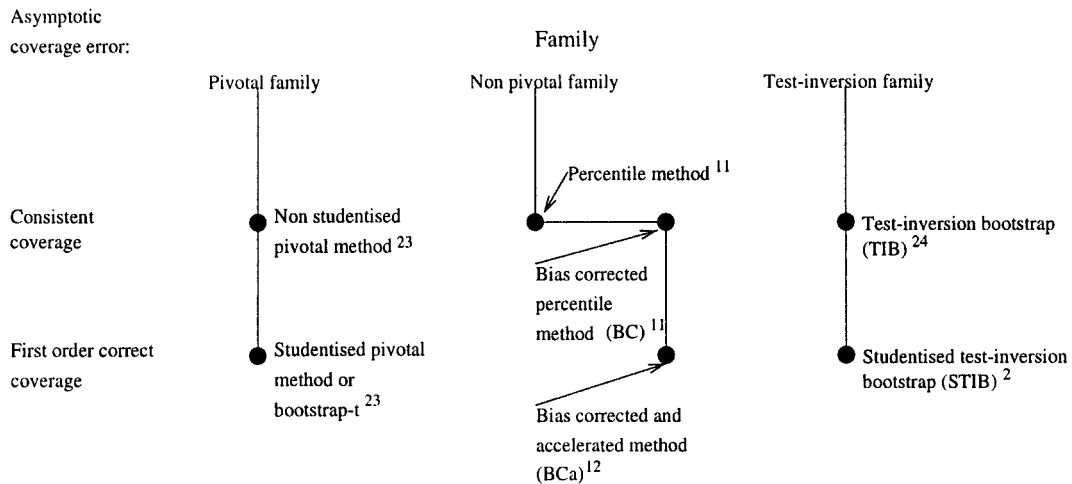 Asymptotic
coverage error:
Family
Pivotal family
Non pivotal family
Test-inversion family
Percentile method 11
Consistent
coverage
Non studentised
pivotal method 23
Test-inversion bootstrap
(TIB) 24
Bias corrected
percentile
method (BC) 11
First order correct
coverage
Studentised pivotal
method or
bootstrap-t 23
Studentised test-inversion
bootstrap (STIB) 2
Bias corrected and
accelerated method
(BCa) 12